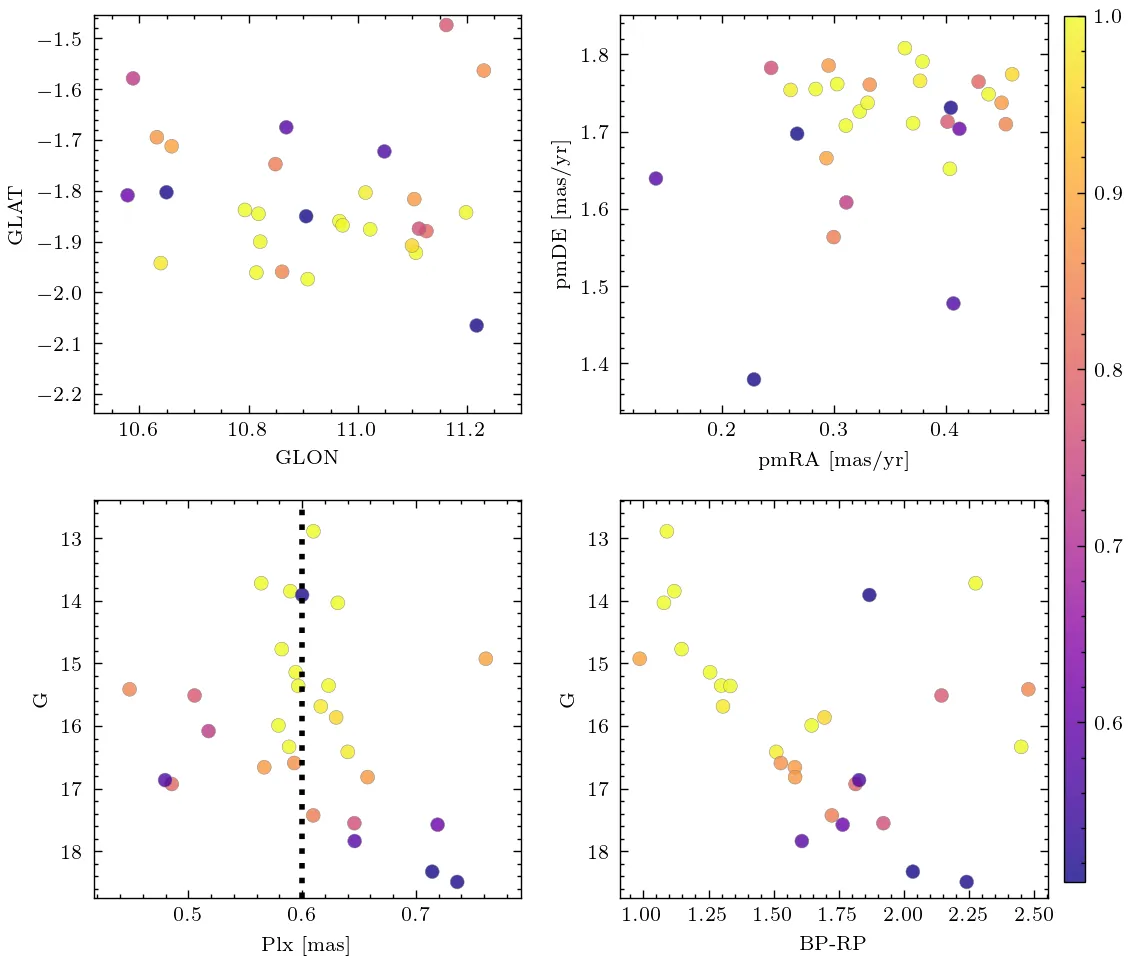 −1.5
−1.6
−1.7
−1.8
−1.9
−2.0
−2.1
−2.2
GLAT
10.6 10.8 11.0 11.2
GLON
1.8
1.7
1.6
1.5
1.4
pmDE [mas/yr]
0.2 0.3 0.4
pmRA [mas/yr]
13
14
15
16
17
18
G
0.5 0.6 0.7
Plx [mas]
13
14
15
16
17
18
G
1.00 1.25 1.50 1.75 2.00 2.25 2.50
BP-RP
1.0
0.9
0.8
0.7
0.6